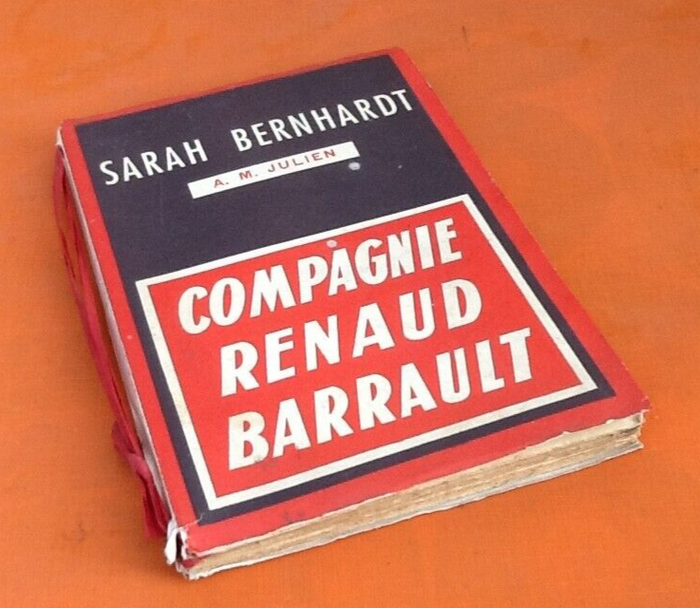 SARAH BERNHARDT
A. M. JULIEN
COMPAGNIE
RENAUD
BARRAULT